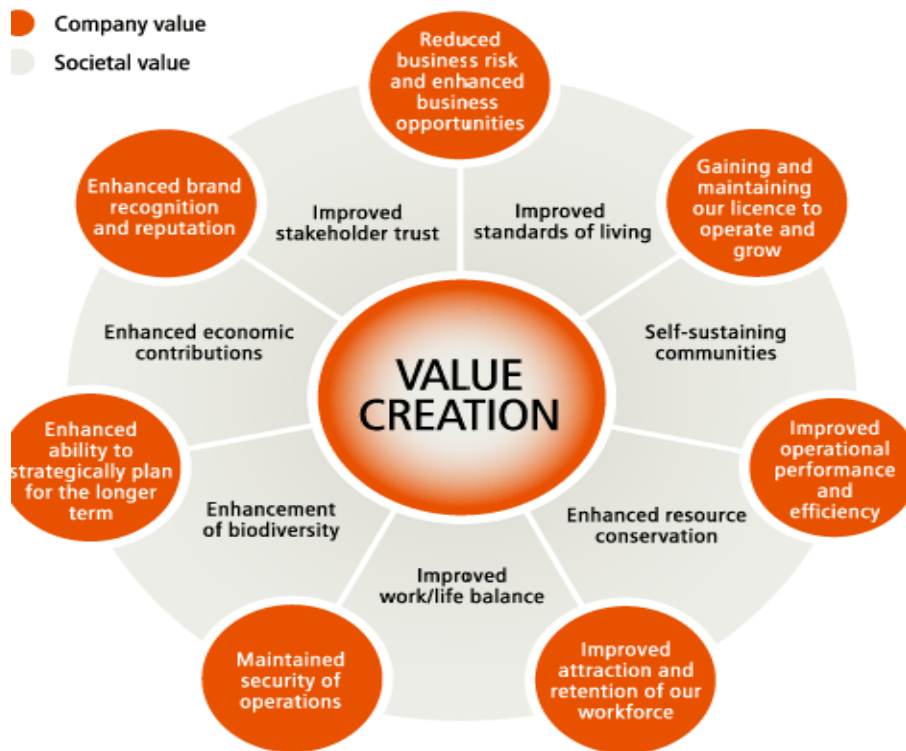 Company value
Societal value
Reduced
business risk
and enhanced
business
opportunities
Gaining and
maintaining
our licence to
operate and
grow
Enhanced brand
recognition
and reputation
Improved
stakeholder trust
Improved
standards of living
Enhanced economic
contributions
Self-sustaining
communities
VALUE
CREATION
Enhanced
ability to
strategically plan
for the longer
term
Improved
operational
performance
and
efficiency
Enhancement
of biodiversity
Enhanced resource
conservation
Improved
work/life balance
Maintained
security of
operations
Improved
attraction and
retention of our
workforce